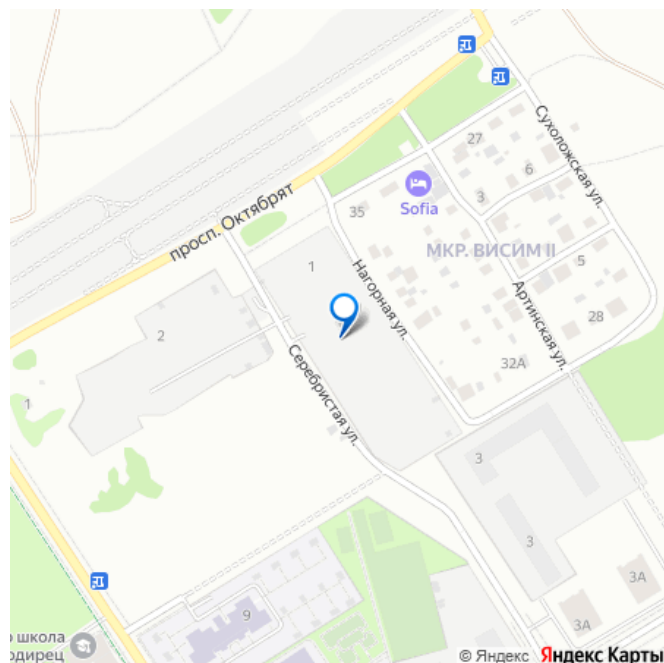 Сухоложская ул.
27
6
3
Sofia
35
просп. Октябрят
МКР. ВИСИМ II
5
1
Нагорная ул.
Артинская ул.
28
2
32А
Серебристая ул.
1
3
3
9
3А
3А
о школа
одирец
© Яндекс Яндекс Карты